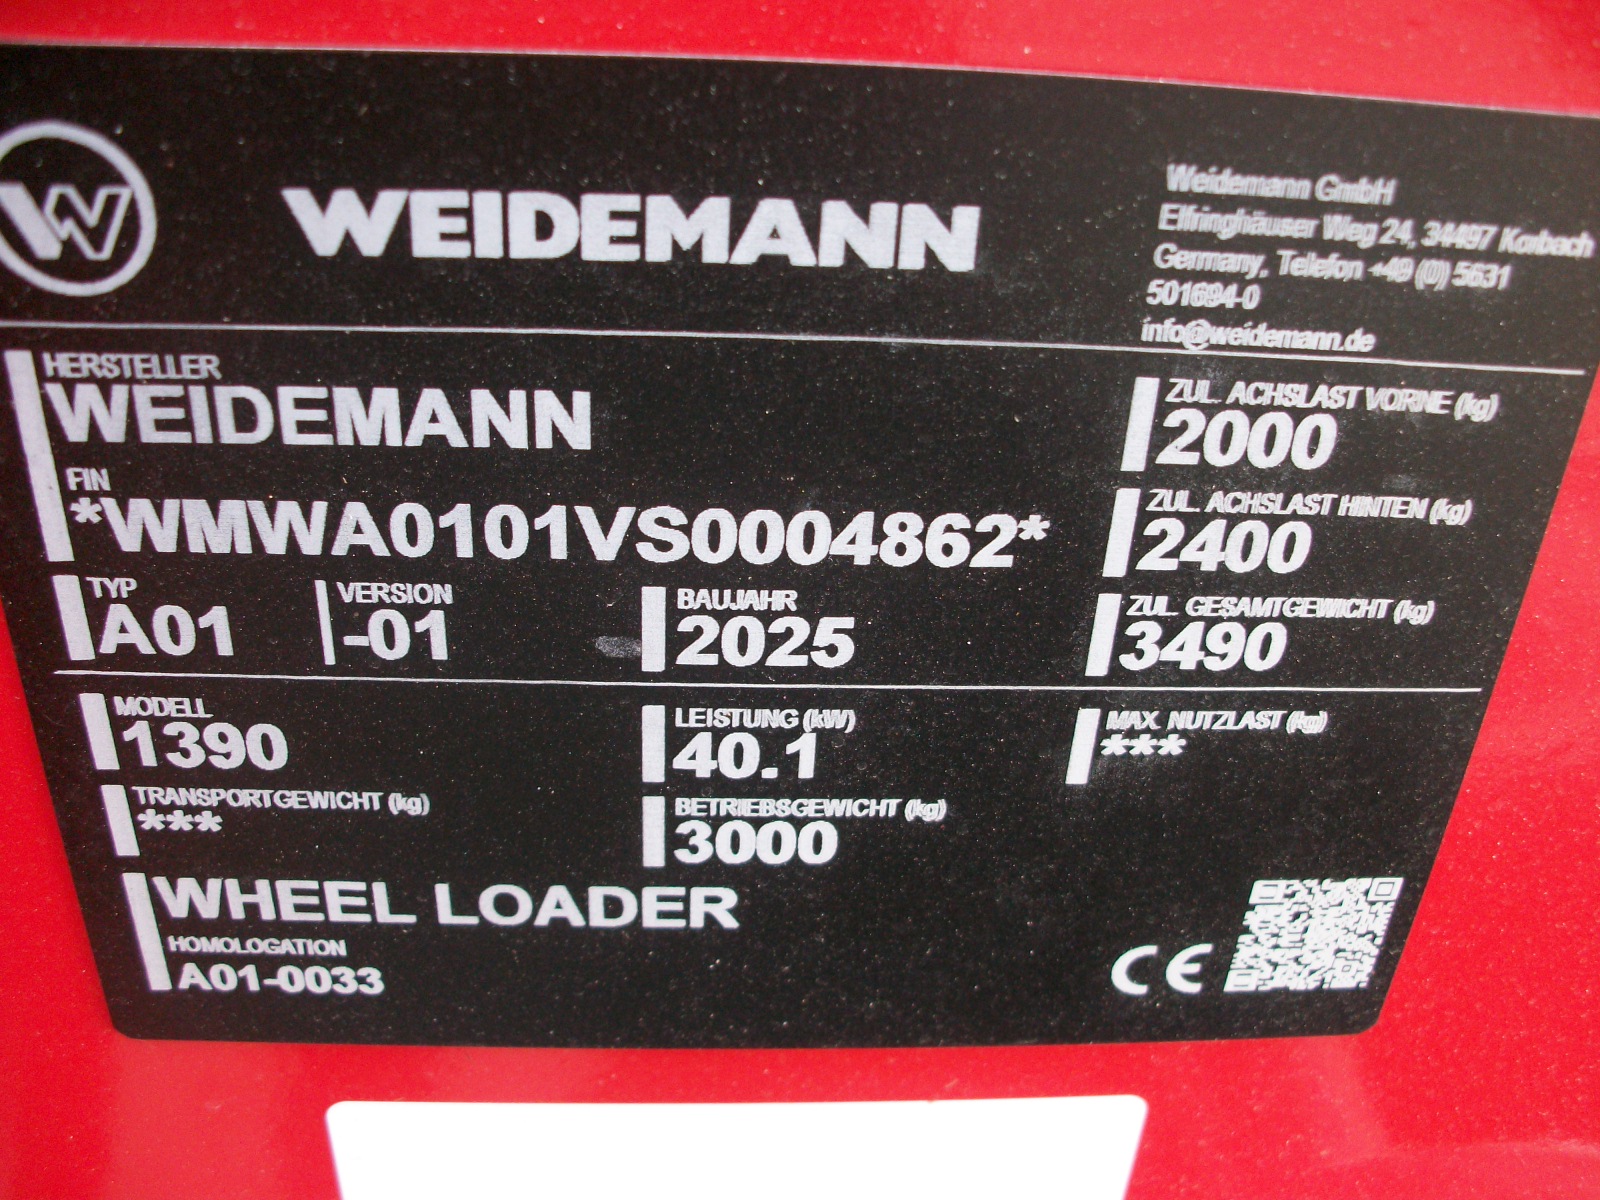 W
WEIDEMANN
Weidemann GmbH
Elfringhäuser Weg 24, 34497 Korbach
Germany, Telefon +49 (0) 5631
501694-0
info@weidemann.de
HERSTELLER
WEIDEMANN
FIN
*WMWA0101VS0004862*
TYP
A01
VERSION
-01
BAUJAHR
2025
ZUL. ACHSLAST VORNE (kg)
2000
ZUL. ACHSLAST HINTEN (kg)
2400
ZUL. GESAMTGEWICHT (kg)
3490
MODELL
1390
LEISTUNG (kW)
40.1
MAX. NUTZLAST (kg)
***
TRANSPORTGEWICHT (kg)
***
BETRIEBSGEWICHT (kg)
3000
WHEEL LOADER
HOMOLOGATION
A01-0033
CE